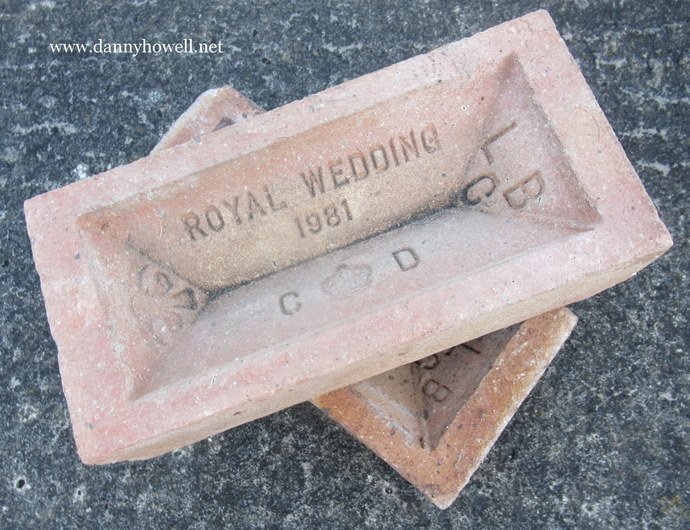 www.dannyhowell.net
ROYAL WEDDING
1981
C D
L B
C